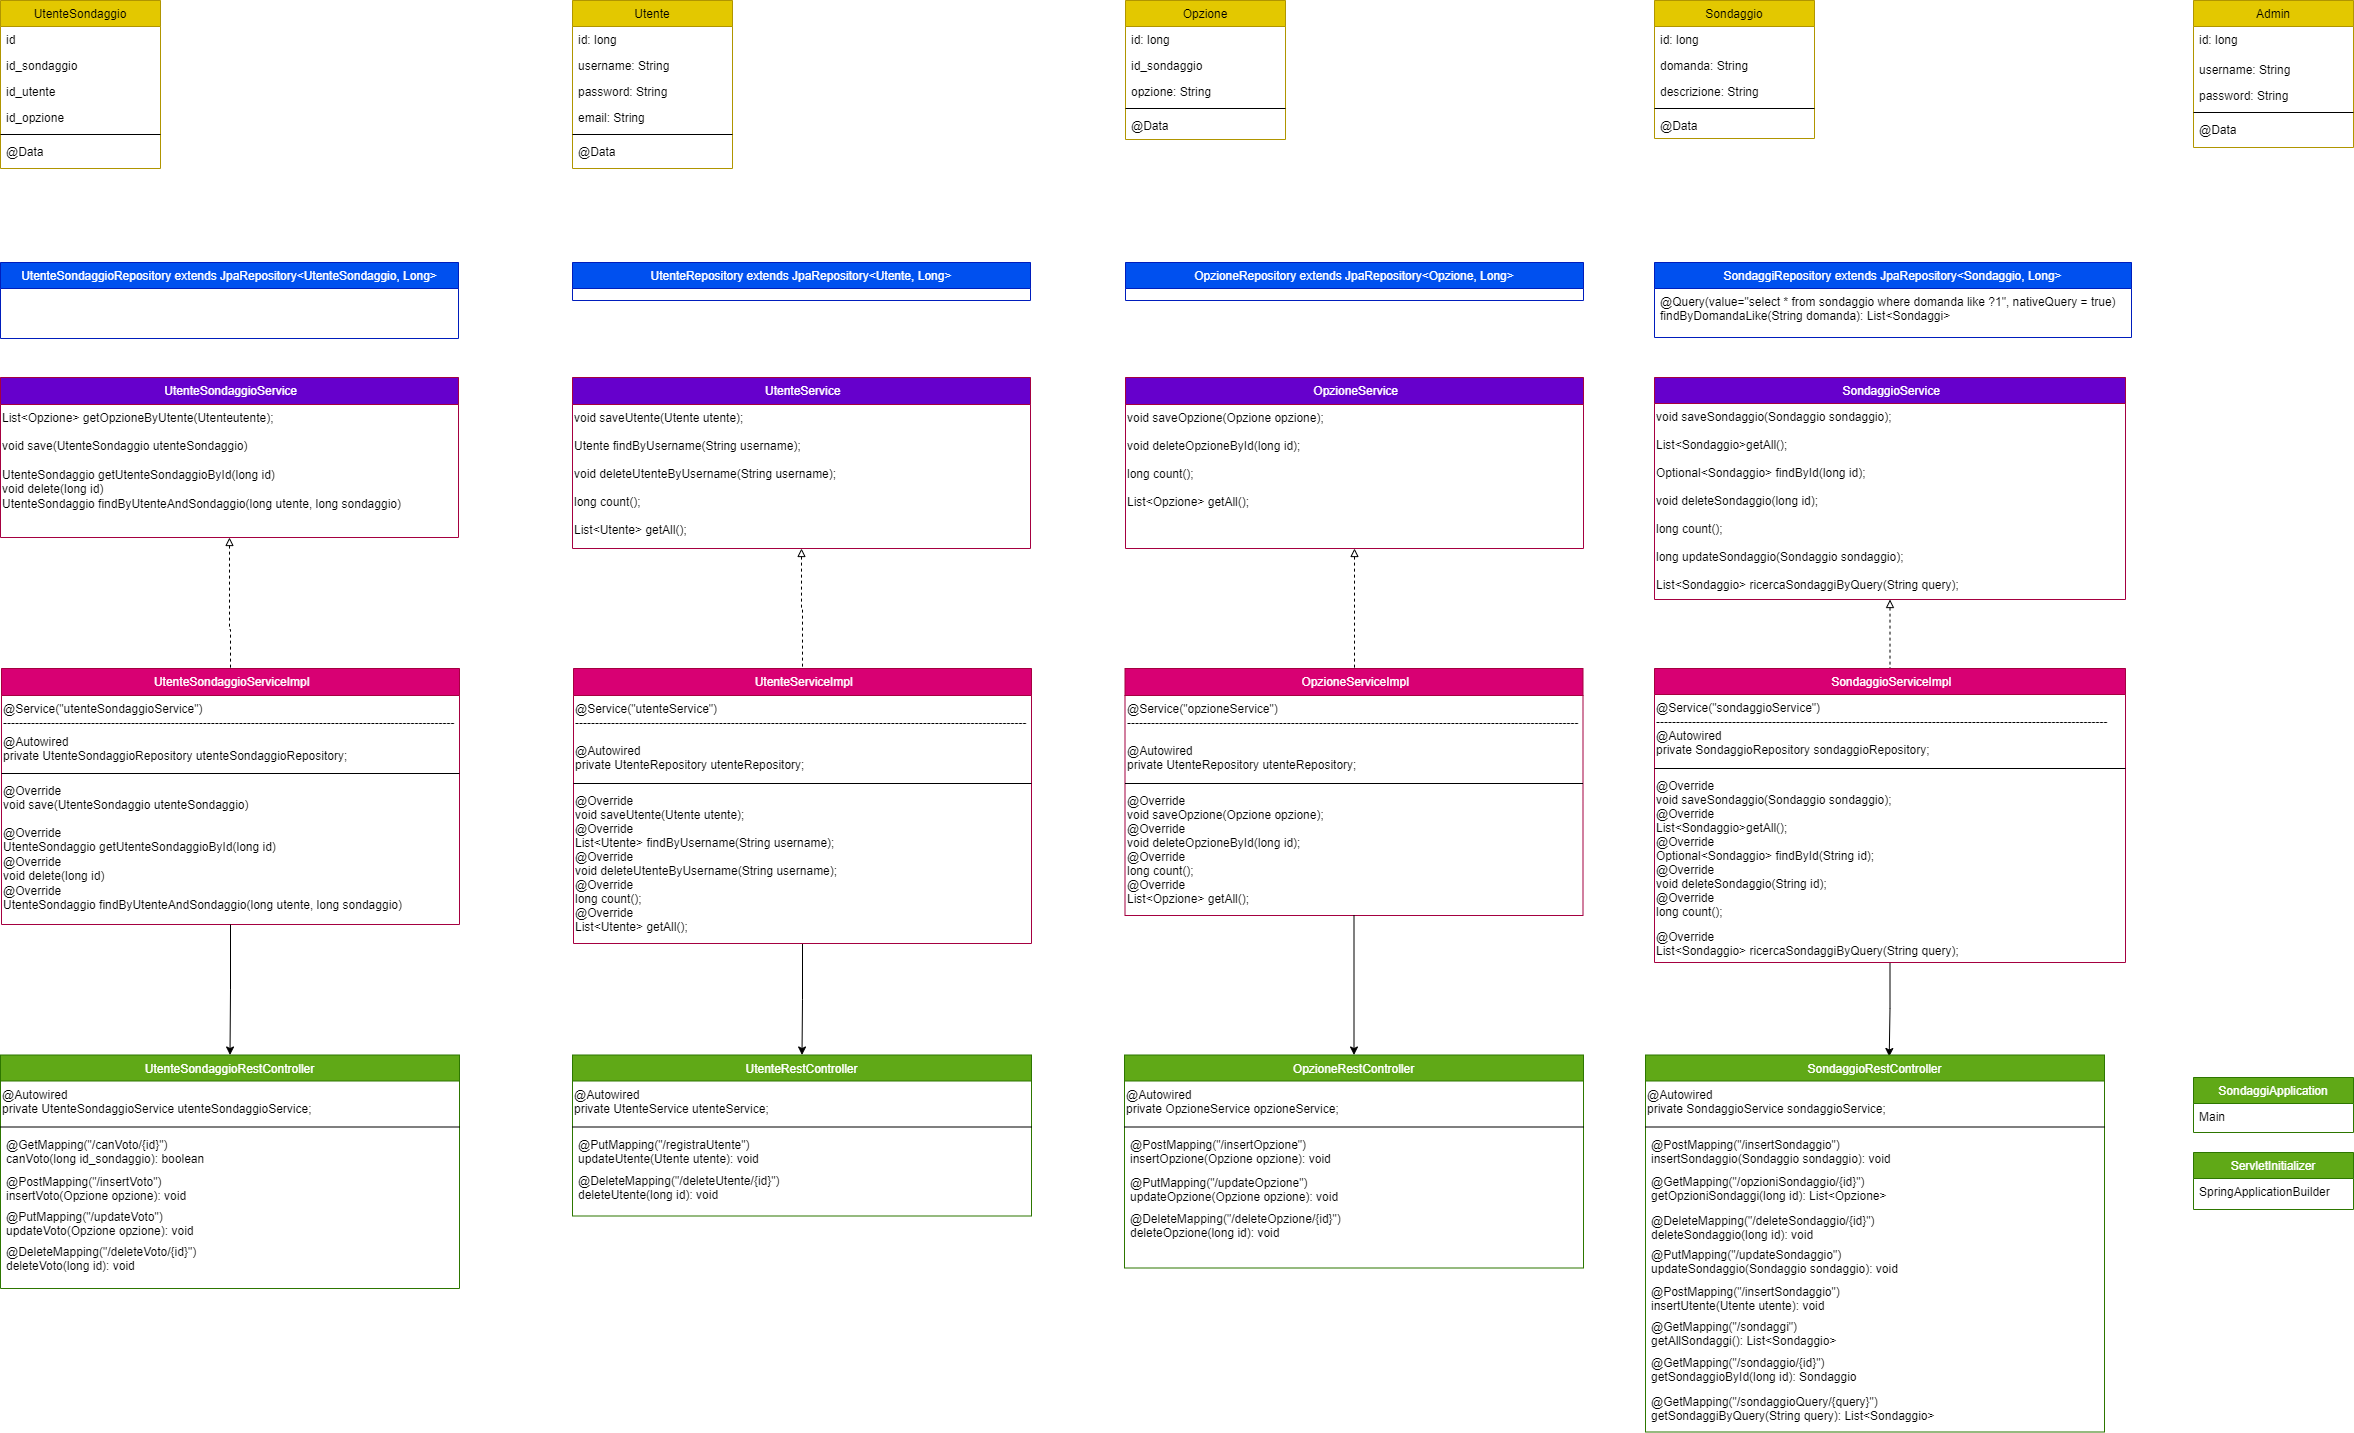 UtenteSondaggio
id
id_sondaggio
id_utente
id_opzione
@Data
Utente
id: long
username: String
password: String
email: String
@Data
Opzione
id: long
id_sondaggio
opzione: String
@Data
Sondaggio
id: long
domanda: String
descrizione: String
@Data
Admin
id: long
username: String
password: String
@Data
UtenteSondaggioRepository extends JpaRepository<UtenteSondaggio, Long>
UtenteRepository extends JpaRepository<Utente, Long>
OpzioneRepository extends JpaRepository<Opzione, Long>
SondaggiRepository extends JpaRepository<Sondaggio, Long>
@Query(value="select * from sondaggio where domanda like ?1", nativeQuery = true)
findByDomandaLike(String domanda): List<Sondaggi>
UtenteSondaggioService
List<Opzione> getOpzioneByUtente(Utenteutente);
void save(UtenteSondaggio utenteSondaggio)
UtenteSondaggio getUtenteSondaggioById(long id)
void delete(long id)
UtenteSondaggio findByUtenteAndSondaggio(long utente, long sondaggio)
UtenteService
void saveUtente(Utente utente);
Utente findByUsername(String username);
void deleteUtenteByUsername(String username);
long count();
List<Utente> getAll();
OpzioneService
void saveOpzione(Opzione opzione);
void deleteOpzioneById(long id);
long count();
List<Opzione> getAll();
SondaggioService
void saveSondaggio(Sondaggio sondaggio);
List<Sondaggio>getAll();
Optional<Sondaggio> findById(long id);
void deleteSondaggio(long id);
long count();
long updateSondaggio(Sondaggio sondaggio);
List<Sondaggio> ricercaSondaggiByQuery(String query);
UtenteSondaggioServiceImpl
@Service("utenteSondaggioService")
@Autowired
private UtenteSondaggioRepository utenteSondaggioRepository;
@Override
void save(UtenteSondaggio utenteSondaggio)
@Override
UtenteSondaggio getUtenteSondaggioById(long id)
@Override
void delete(long id)
@Override
UtenteSondaggio findByUtenteAndSondaggio(long utente, long sondaggio)
UtenteServiceImpl
@Service("utenteService")
@Autowired
private UtenteRepository utenteRepository;
@Override
void saveUtente(Utente utente);
@Override
List<Utente> findByUsername(String username);
@Override
void deleteUtenteByUsername(String username);
@Override
long count();
@Override
List<Utente> getAll();
OpzioneServiceImpl
@Service("opzioneService")
@Autowired
private UtenteRepository utenteRepository;
@Override
void saveOpzione(Opzione opzione);
@Override
void deleteOpzioneById(long id);
@Override
long count();
@Override
List<Opzione> getAll();
SondaggioServiceImpl
@Service("sondaggioService")
@Autowired
private SondaggioRepository sondaggioRepository;
@Override
void saveSondaggio(Sondaggio sondaggio);
@Override
List<Sondaggio>getAll();
@Override
Optional<Sondaggio> findById(String id);
@Override
void deleteSondaggio(String id);
@Override
long count();
@Override
List<Sondaggio> ricercaSondaggiByQuery(String query);
UtenteSondaggioRestController
@Autowired
private UtenteSondaggioService utenteSondaggioService;
@GetMapping("/canVoto/{id}")
canVoto(long id_sondaggio): boolean
@PostMapping("/insertVoto")
insertVoto(Opzione opzione): void
@PutMapping("/updateVoto")
updateVoto(Opzione opzione): void
@DeleteMapping("/deleteVoto/{id}")
deleteVoto(long id): void
UtenteRestController
@Autowired
private UtenteService utenteService;
@PutMapping("/registraUtente")
updateUtente(Utente utente): void
@DeleteMapping("/deleteUtente/{id}")
deleteUtente(long id): void
OpzioneRestController
@Autowired
private OpzioneService opzioneService;
@PostMapping("/insertOpzione")
insertOpzione(Opzione opzione): void
@PutMapping("/updateOpzione")
updateOpzione(Opzione opzione): void
@DeleteMapping("/deleteOpzione/{id}")
deleteOpzione(long id): void
SondaggioRestController
@Autowired
private SondaggioService sondaggioService;
@PostMapping("/insertSondaggio")
insertSondaggio(Sondaggio sondaggio): void
@GetMapping("/opzioniSondaggio/{id}")
getOpzioniSondaggi(long id): List<Opzione>
@DeleteMapping("/deleteSondaggio/{id}")
deleteSondaggio(long id): void
@PutMapping("/updateSondaggio")
updateSondaggio(Sondaggio sondaggio): void
@PostMapping("/insertSondaggio")
insertUtente(Utente utente): void
@GetMapping("/sondaggi")
getAllSondaggi(): List<Sondaggio>
@GetMapping("/sondaggio/{id}")
getSondaggioById(long id): Sondaggio
@GetMapping("/sondaggioQuery/{query}")
getSondaggiByQuery(String query): List<Sondaggio>
SondaggiApplication
Main
ServletInitializer
SpringApplicationBuilder